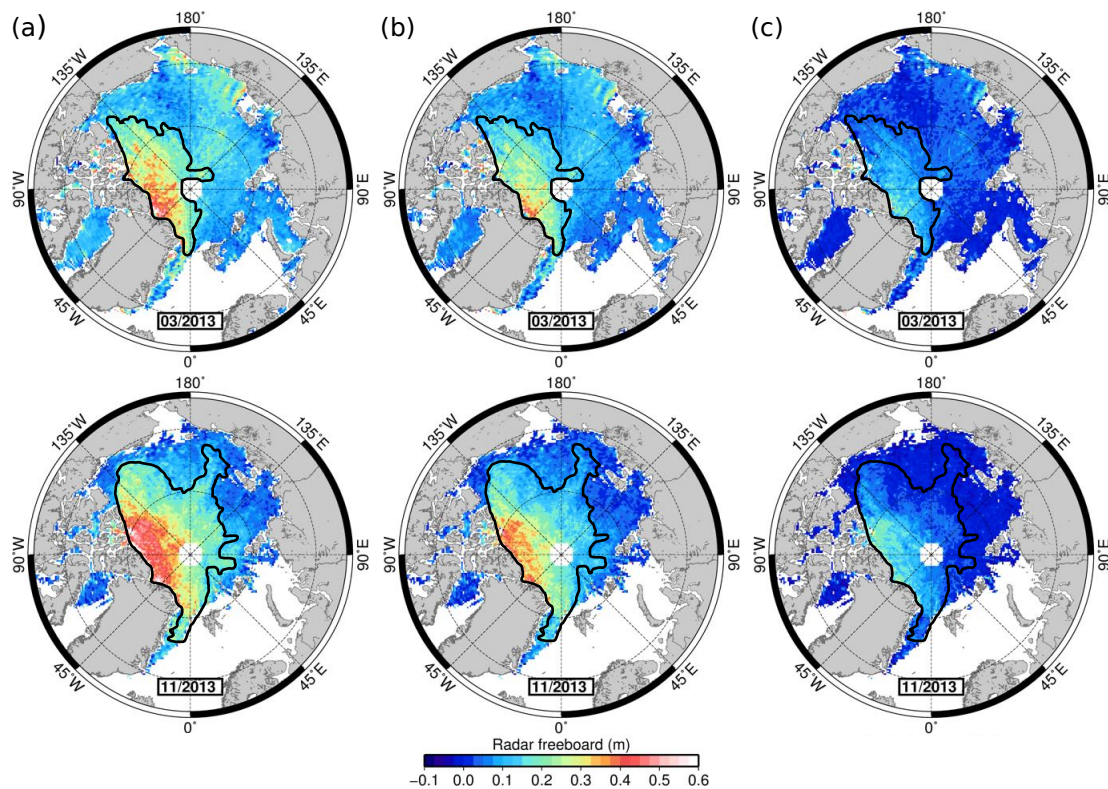 (a) (b) (c)
180° 180° 180°
135°W 135°E 135°W 135°E 135°W 135°E
90°W 90°E 90°W 90°E 90°W 90°E
45°W 45°E 45°W 45°E 45°W 45°E
03/2013 03/2013 03/2013
0° 0° 0°
180° 180° 180°
135°W 135°E 135°W 135°E 135°W 135°E
90°W 90°E 90°W 90°E 90°W 90°E
45°W 45°E 45°W 45°E 45°W 45°E
11/2013 11/2013 11/2013
0° 0° 0°
Radar freeboard (m)
−0.1 0.0 0.1 0.2 0.3 0.4 0.5 0.6